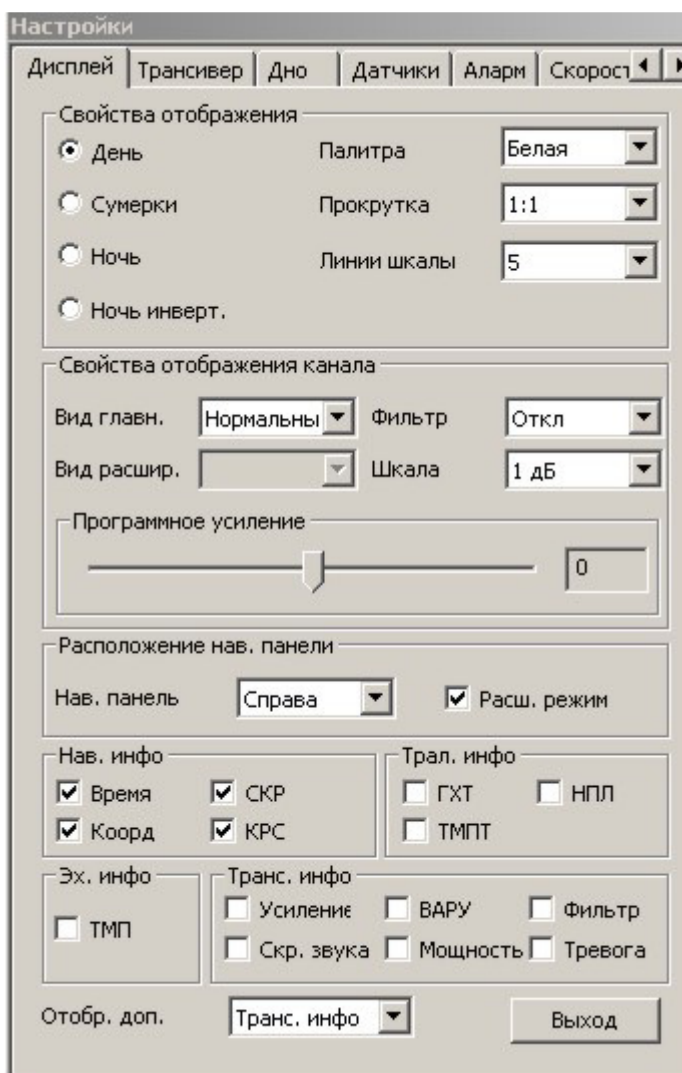 Настройки
Дисплей Трансивер Дно Датчики Аларм Скорост
Свойства отображения
День Палитра Белая
Сумерки Прокрутка 1:1
Ночь Линии шкалы 5
Ночь инверт.
Свойства отображения канала
Вид главн. Нормальны Фильтр Откл
Вид расшир. Шкала 1 дБ
Программное усиление
0
Расположение нав. панели
Нав. панель Справа Расш. режим
Нав. инфо Трал. инфо
Время СКР ГХТ НПЛ
Коорд КРС ТМПТ
Эх. инфо Транс. инфо
Усиление ВАРУ Фильтр
ТМП
Скр. звука Мощность Тревога
Отобр. доп. Транс. инфо Выход